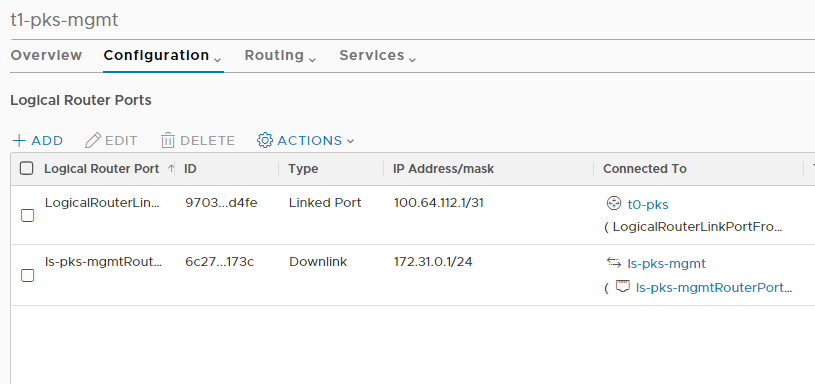 t1-pks-mgmt
Overview Configuration Routing Services
Logical Router Ports
ADD EDIT DELETE ACTIONS
Logical Router Port ID Type IP Address/mask Connected To
LogicalRouterLin... 9703...d4fe Linked Port 100.64.112.1/31 t0-pks
( LogicalRouterLinkPortFro...
ls-pks-mgmtRout... 6c27...173c Downlink 172.31.0.1/24 ls-pks-mgmt
( ls-pks-mgmtRouterPort...